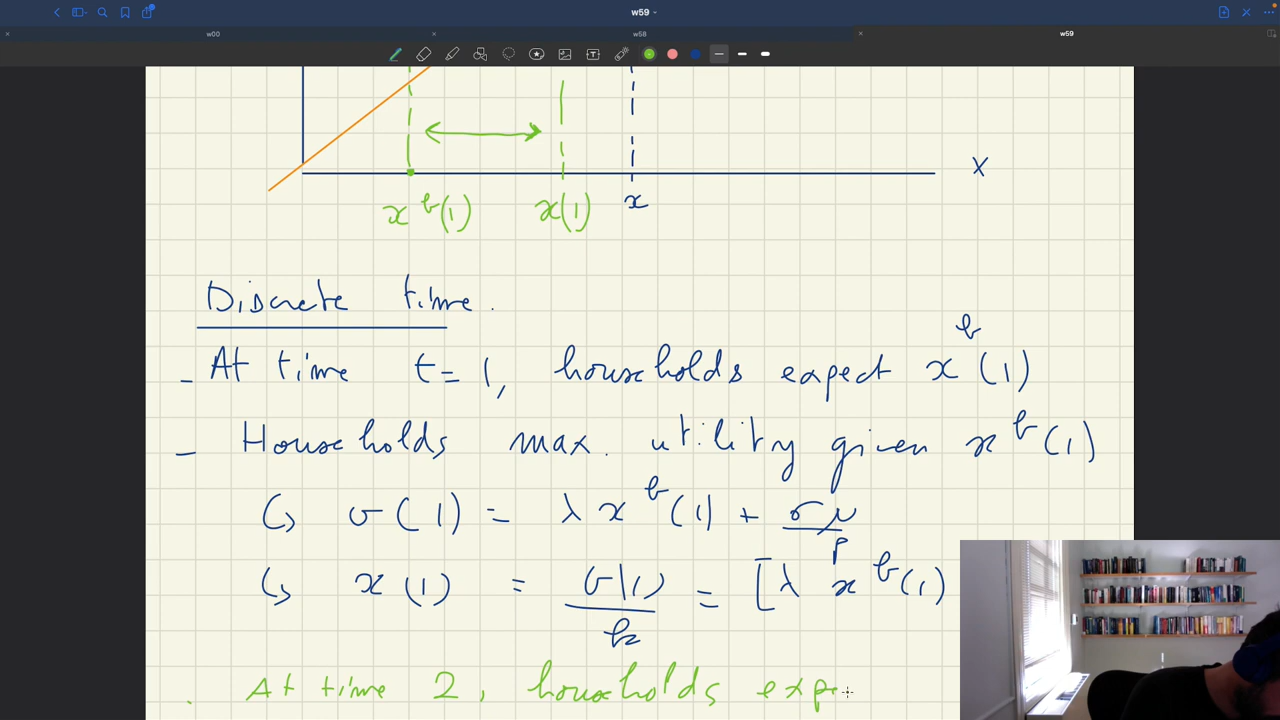 w59
w00
w58
w59
x
x^b(1)
x(1)
x
Discrete time.
- At time t = 1, households expect x^b(1)
- Households max. utility given x^b(1)
↳ v(1) = λ x^b(1) + σμ/p
↳ x(1) = v(1)/k = [λ x^b(1)
. At time 2, households expe